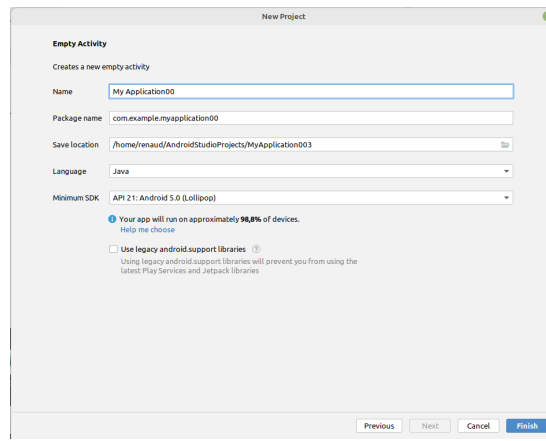 New Project
Empty Activity
Creates a new empty activity
Name My Application00
Package name com.example.myapplication00
Save location /home/renaud/AndroidStudioProjects/MyApplication003
Language Java
Minimum SDK API 21: Android 5.0 (Lollipop)
Your app will run on approximately 98,8% of devices.
Help me choose
Use legacy android.support libraries ?
Using legacy android.support libraries will prevent you from using the
latest Play Services and Jetpack libraries
Previous Next Cancel Finish